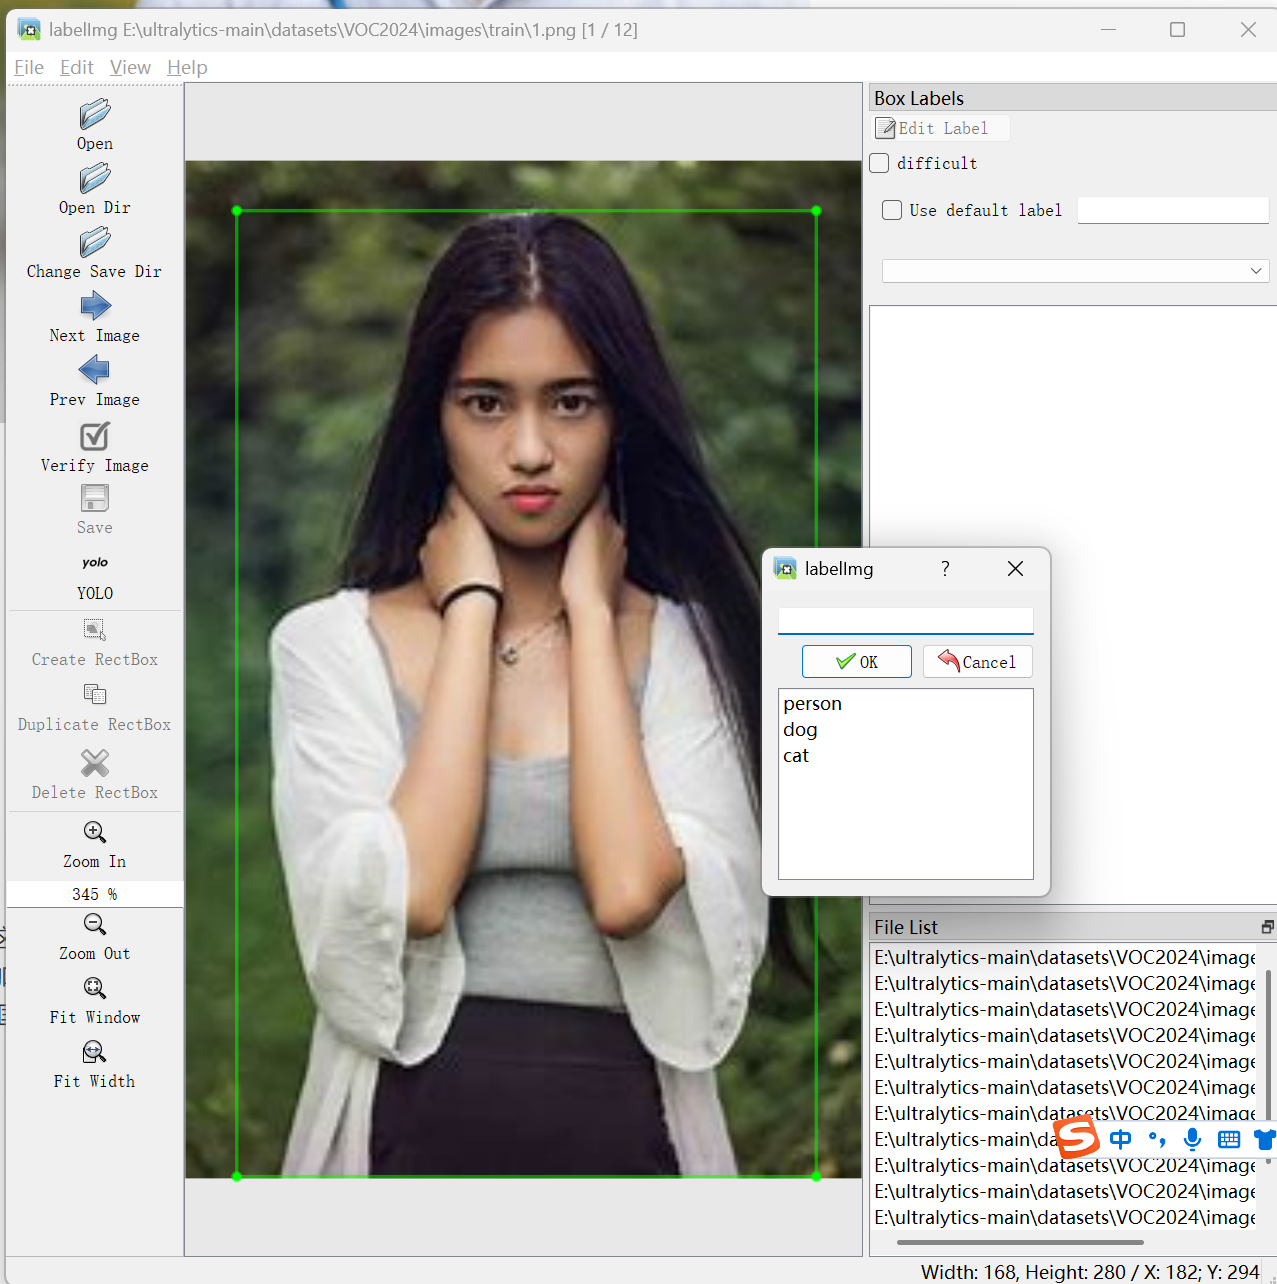 labelImg E:\ultralytics-main\datasets\VOC2024\images\train\1.png [1 / 12]
File Edit View Help
Open
Open Dir
Change Save Dir
Next Image
Prev Image
Verify Image
Save
yolo
YOLO
Create RectBox
Duplicate RectBox
Delete RectBox
Zoom In
345 %
Zoom Out
Fit Window
Fit Width
Box Labels
Edit Label
difficult
Use default label
labelImg ?
OK Cancel
person
dog
cat
File List
E:\ultralytics-main\datasets\VOC2024\image
E:\ultralytics-main\datasets\VOC2024\image
E:\ultralytics-main\datasets\VOC2024\image
E:\ultralytics-main\datasets\VOC2024\image
E:\ultralytics-main\datasets\VOC2024\image
E:\ultralytics-main\datasets\VOC2024\image
E:\ultralytics-main\datasets\VOC2024\image
E:\ultralytics-main\da
S 中
E:\ultralytics-main\datasets\VOC2024\image
E:\ultralytics-main\datasets\VOC2024\image
E:\ultralytics-main\datasets\VOC2024\image
Width: 168, Height: 280 / X: 182; Y: 294